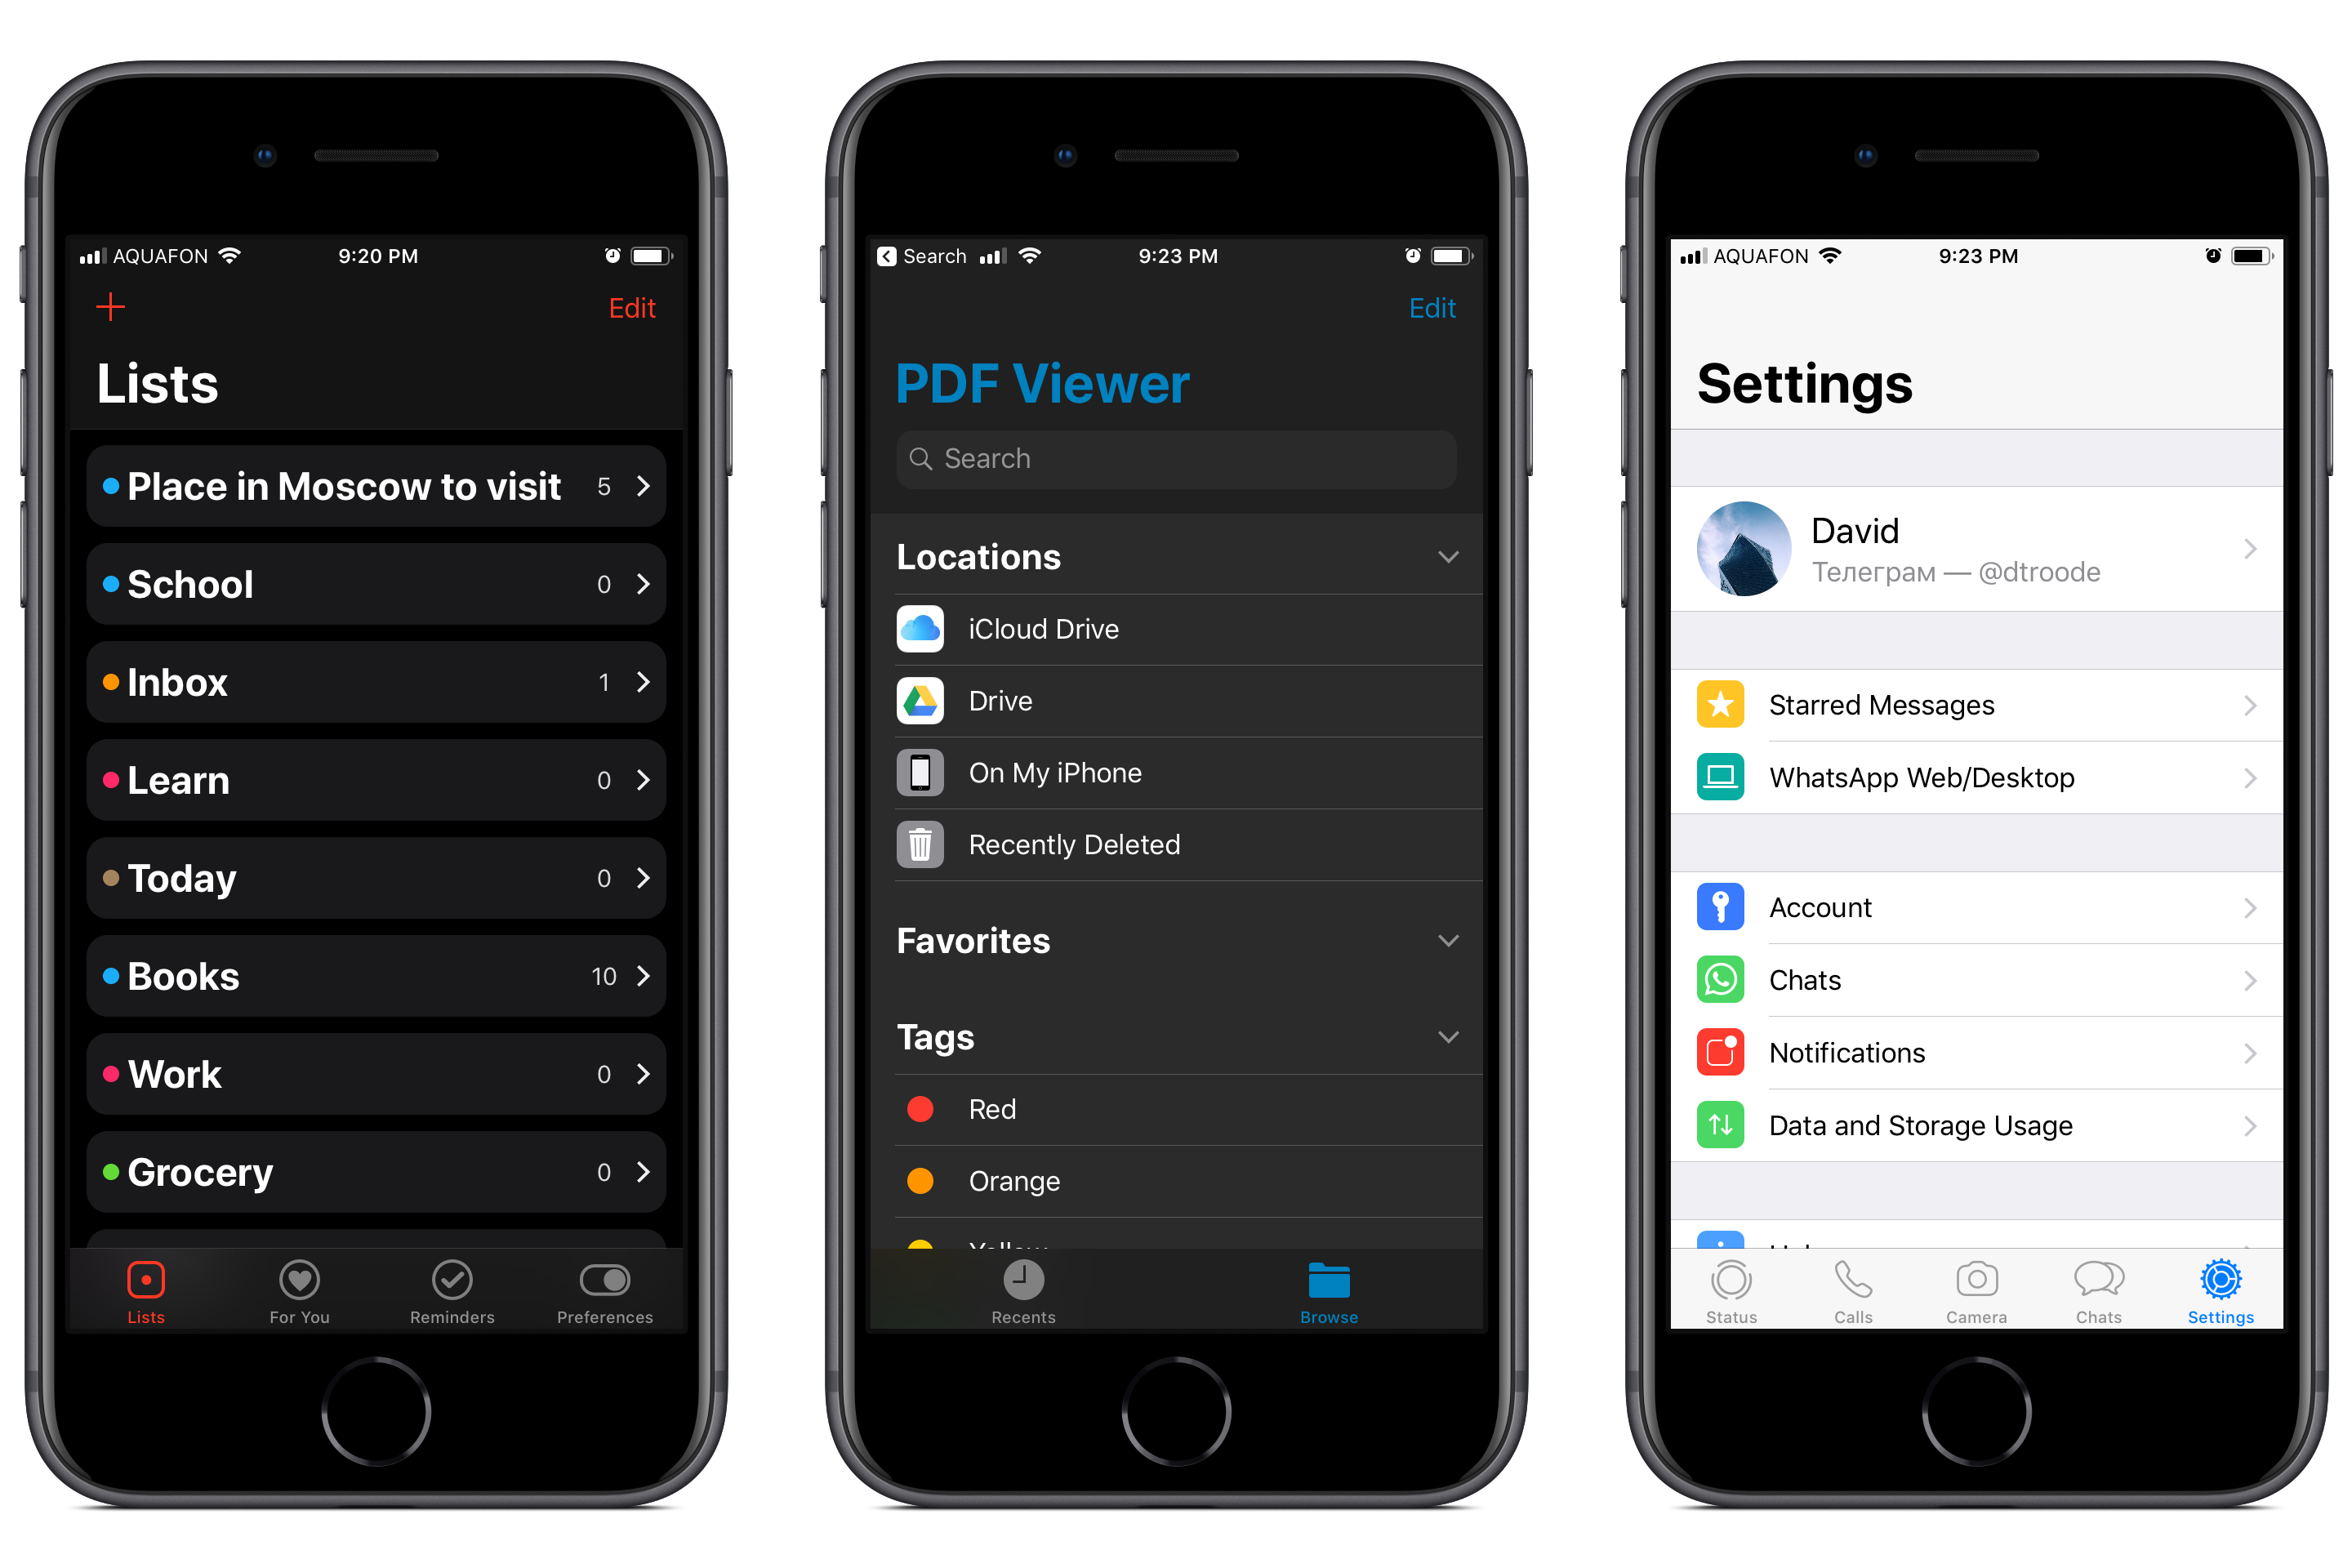 AQUAFON 9:20 PM
Edit
Lists
Place in Moscow to visit 5
School 0
Inbox 1
Learn 0
Today 0
Books 10
Work 0
Grocery 0
Lists For You Reminders Preferences
Search 9:23 PM
Edit
PDF Viewer
Search
Locations
iCloud Drive
Drive
On My iPhone
Recently Deleted
Favorites
Tags
Red
Orange
Yellow
Recents Browse
AQUAFON 9:23 PM
Settings
David
Телеграм — @dtroode
Starred Messages
WhatsApp Web/Desktop
Account
Chats
Notifications
Data and Storage Usage
Status Calls Camera Chats Settings